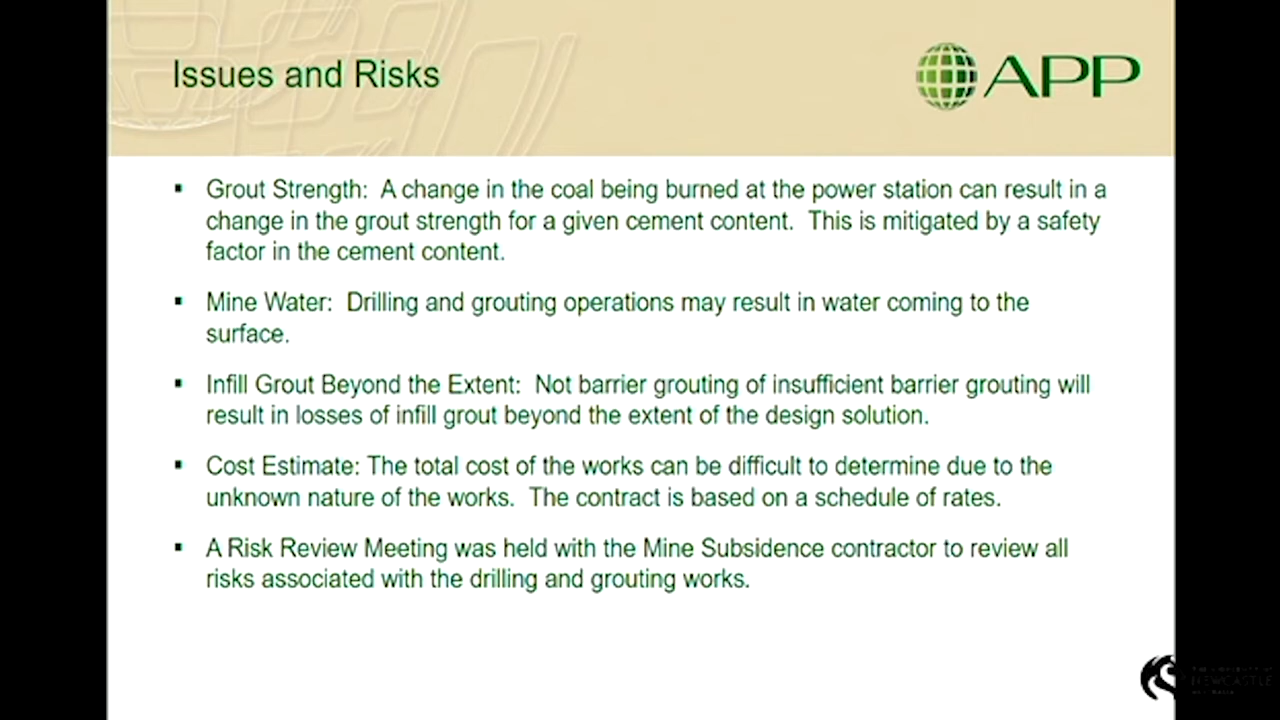 Issues and Risks
APP
Grout Strength: A change in the coal being burned at the power station can result in a
change in the grout strength for a given cement content. This is mitigated by a safety
factor in the cement content.
Mine Water: Drilling and grouting operations may result in water coming to the
surface.
Infill Grout Beyond the Extent: Not barrier grouting of insufficient barrier grouting will
result in losses of infill grout beyond the extent of the design solution.
Cost Estimate: The total cost of the works can be difficult to determine due to the
unknown nature of the works. The contract is based on a schedule of rates.
A Risk Review Meeting was held with the Mine Subsidence contractor to review all
risks associated with the drilling and grouting works.
NEWCASTLE